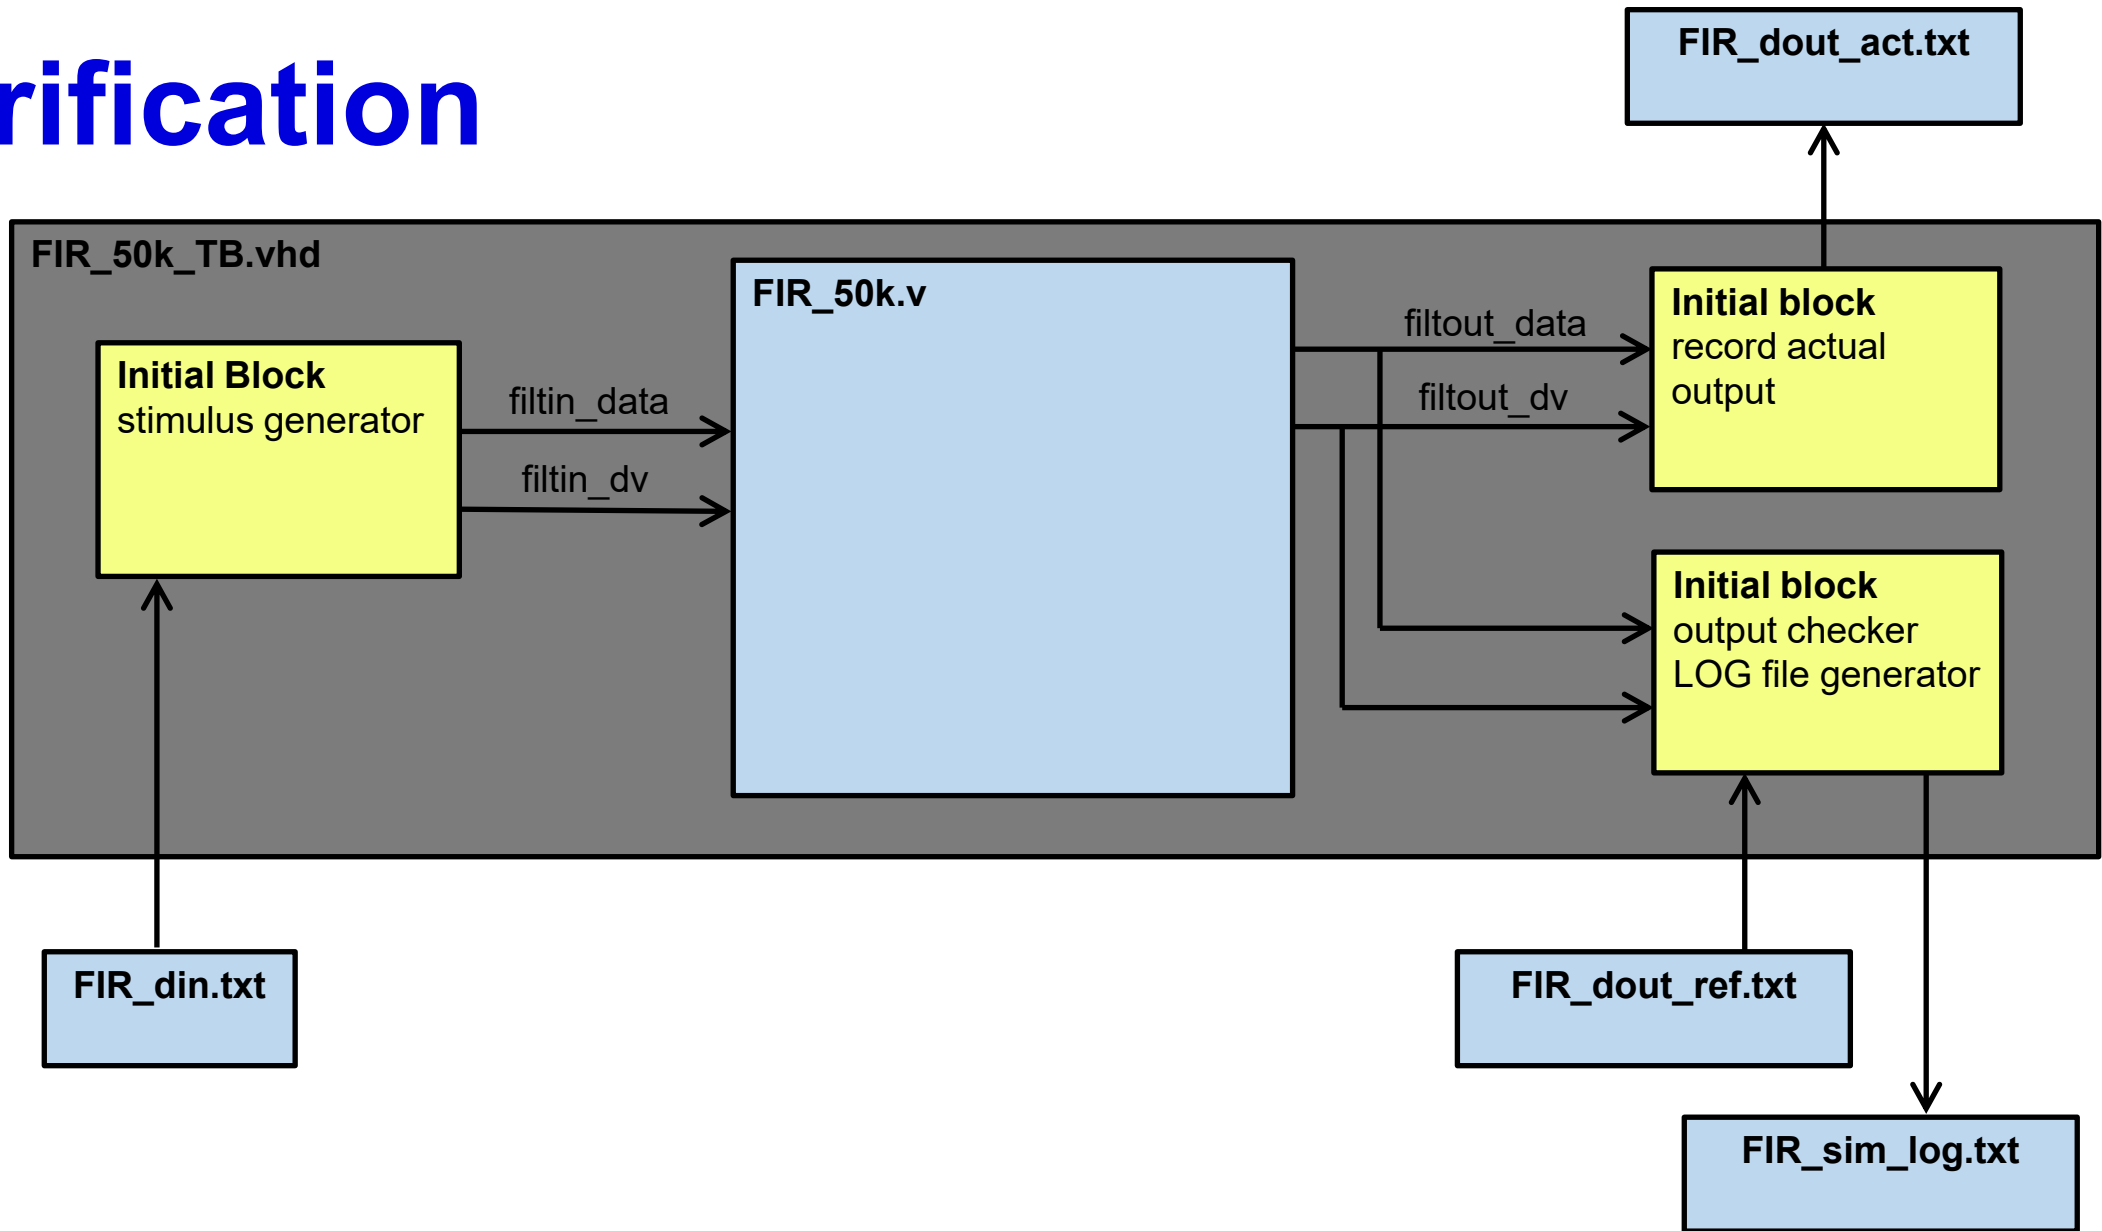 rification
FIR_dout_act.txt
FIR_50k_TB.vhd
FIR_50k.v
Initial Block
stimulus generator
filtin_data
filtin_dv
filtout_data
filtout_dv
Initial block
record actual
output
Initial block
output checker
LOG file generator
FIR_din.txt
FIR_dout_ref.txt
FIR_sim_log.txt